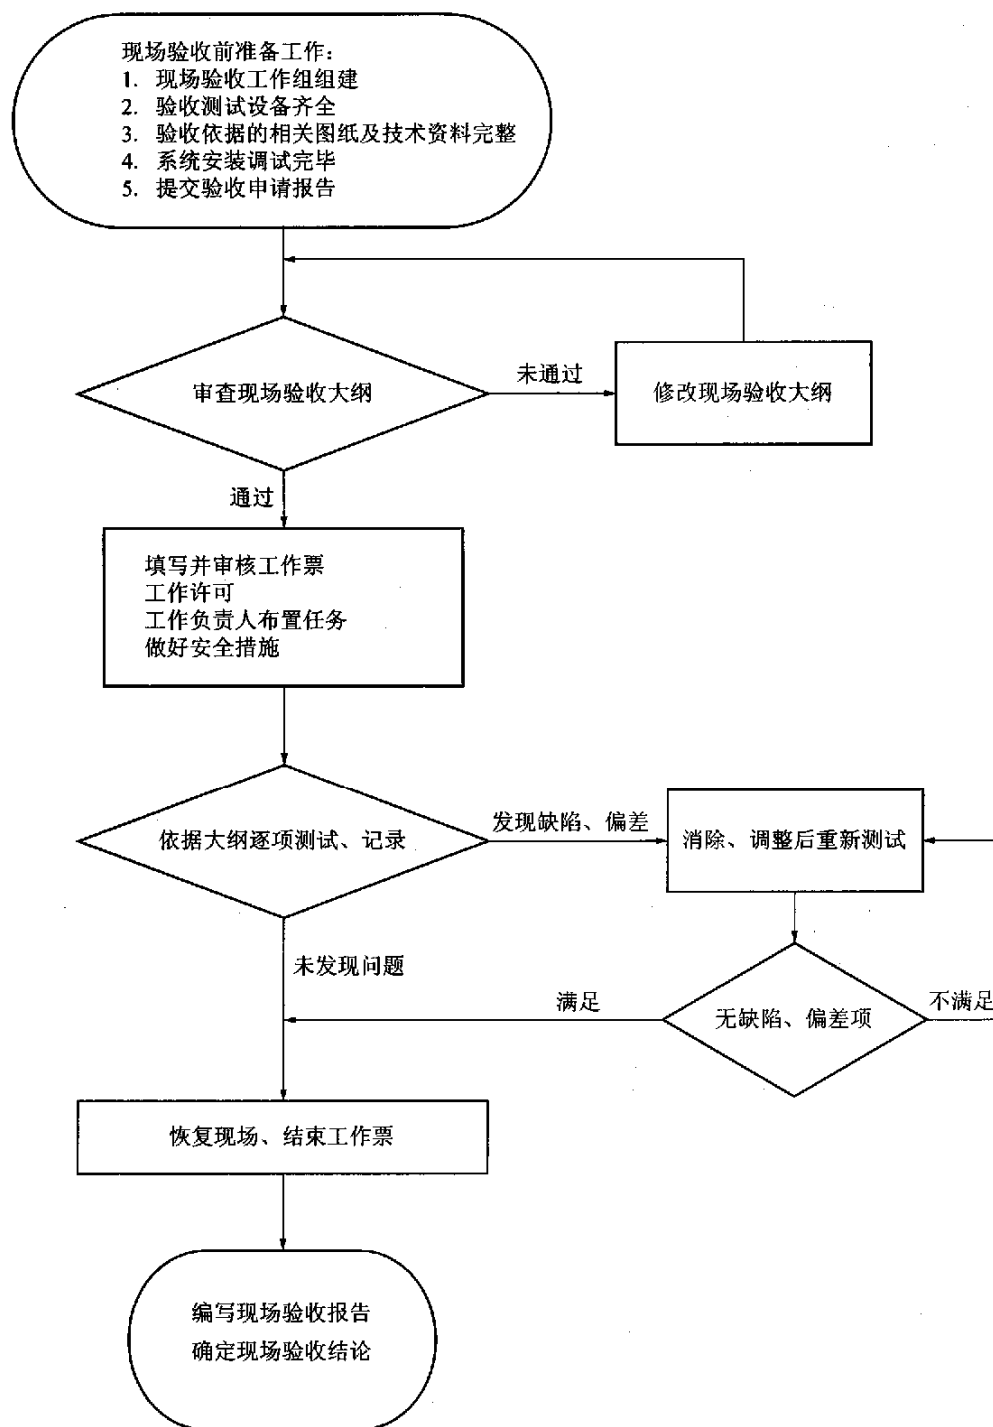 现场验收前准备工作：
1. 现场验收工作组组建
2. 验收测试设备齐全
3. 验收依据的相关图纸及技术资料完整
4. 系统安装调试完毕
5. 提交验收申请报告
审查现场验收大纲
未通过
修改现场验收大纲
通过
填写并审核工作票
工作许可
工作负责人布置任务
做好安全措施
依据大纲逐项测试、记录
发现缺陷、偏差
消除、调整后重新测试
未发现问题
满足
无缺陷、偏差项
不满足
恢复现场、结束工作票
编写现场验收报告
确定现场验收结论